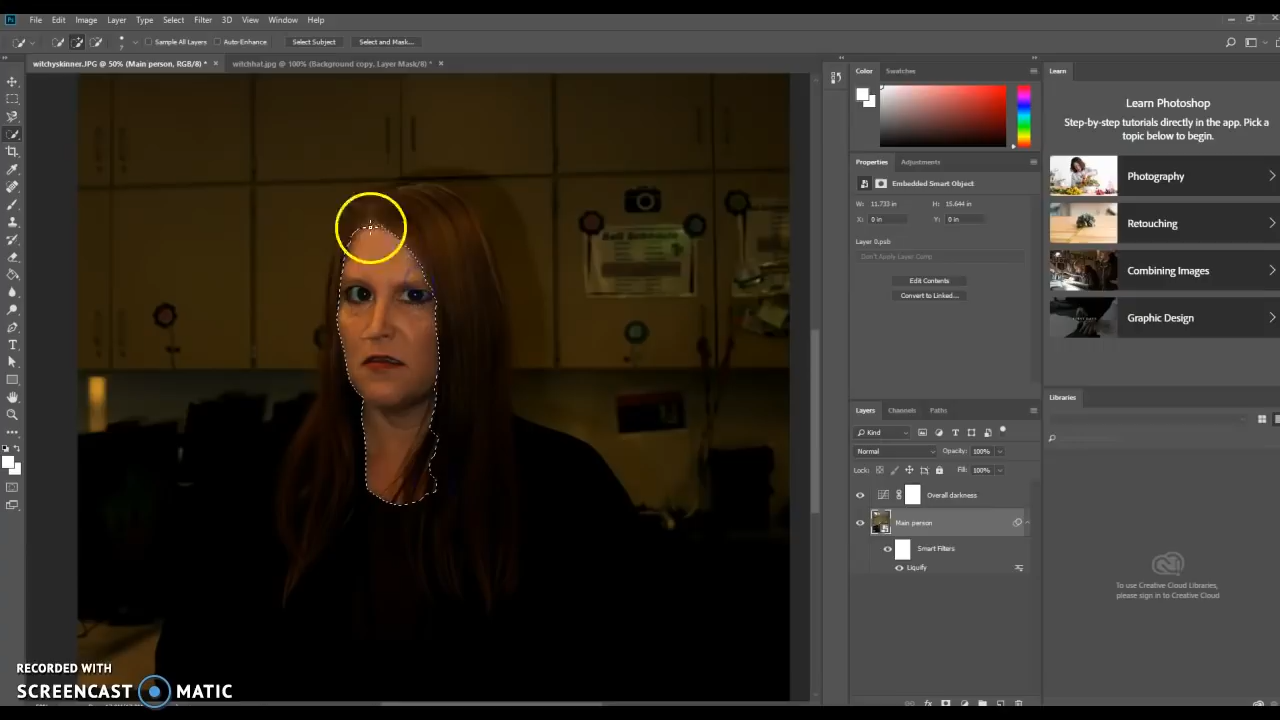 Ps File Edit Image Layer Type Select Filter 3D View Window Help
Sample All Layers Auto-Enhance Select Subject Select and Mask...
witchyskinner.JPG @ 50% (Main person, RGB/8) * × witchhat.jpg @ 100% (Background copy, Layer Mask/8) * ×
Color Swatches
Learn
Learn Photoshop
Step-by-step tutorials directly in the app. Pick a
topic below to begin.
Photography
Retouching
Combining Images
Graphic Design
Properties Adjustments
Embedded Smart Object
W: 11.733 in H: 15.644 in
X: 0 in Y: 0 in
Layer 0.psb
Don't Apply Layer Comp
Edit Contents
Convert to Linked...
Libraries
Layers Channels Paths
Kind
Normal Opacity: 100%
Lock: Fill: 100%
Overall darkness
Main person
Smart Filters
Liquify
To use Creative Cloud Libraries,
please sign in to Creative Cloud
RECORDED WITH
SCREENCAST MATIC